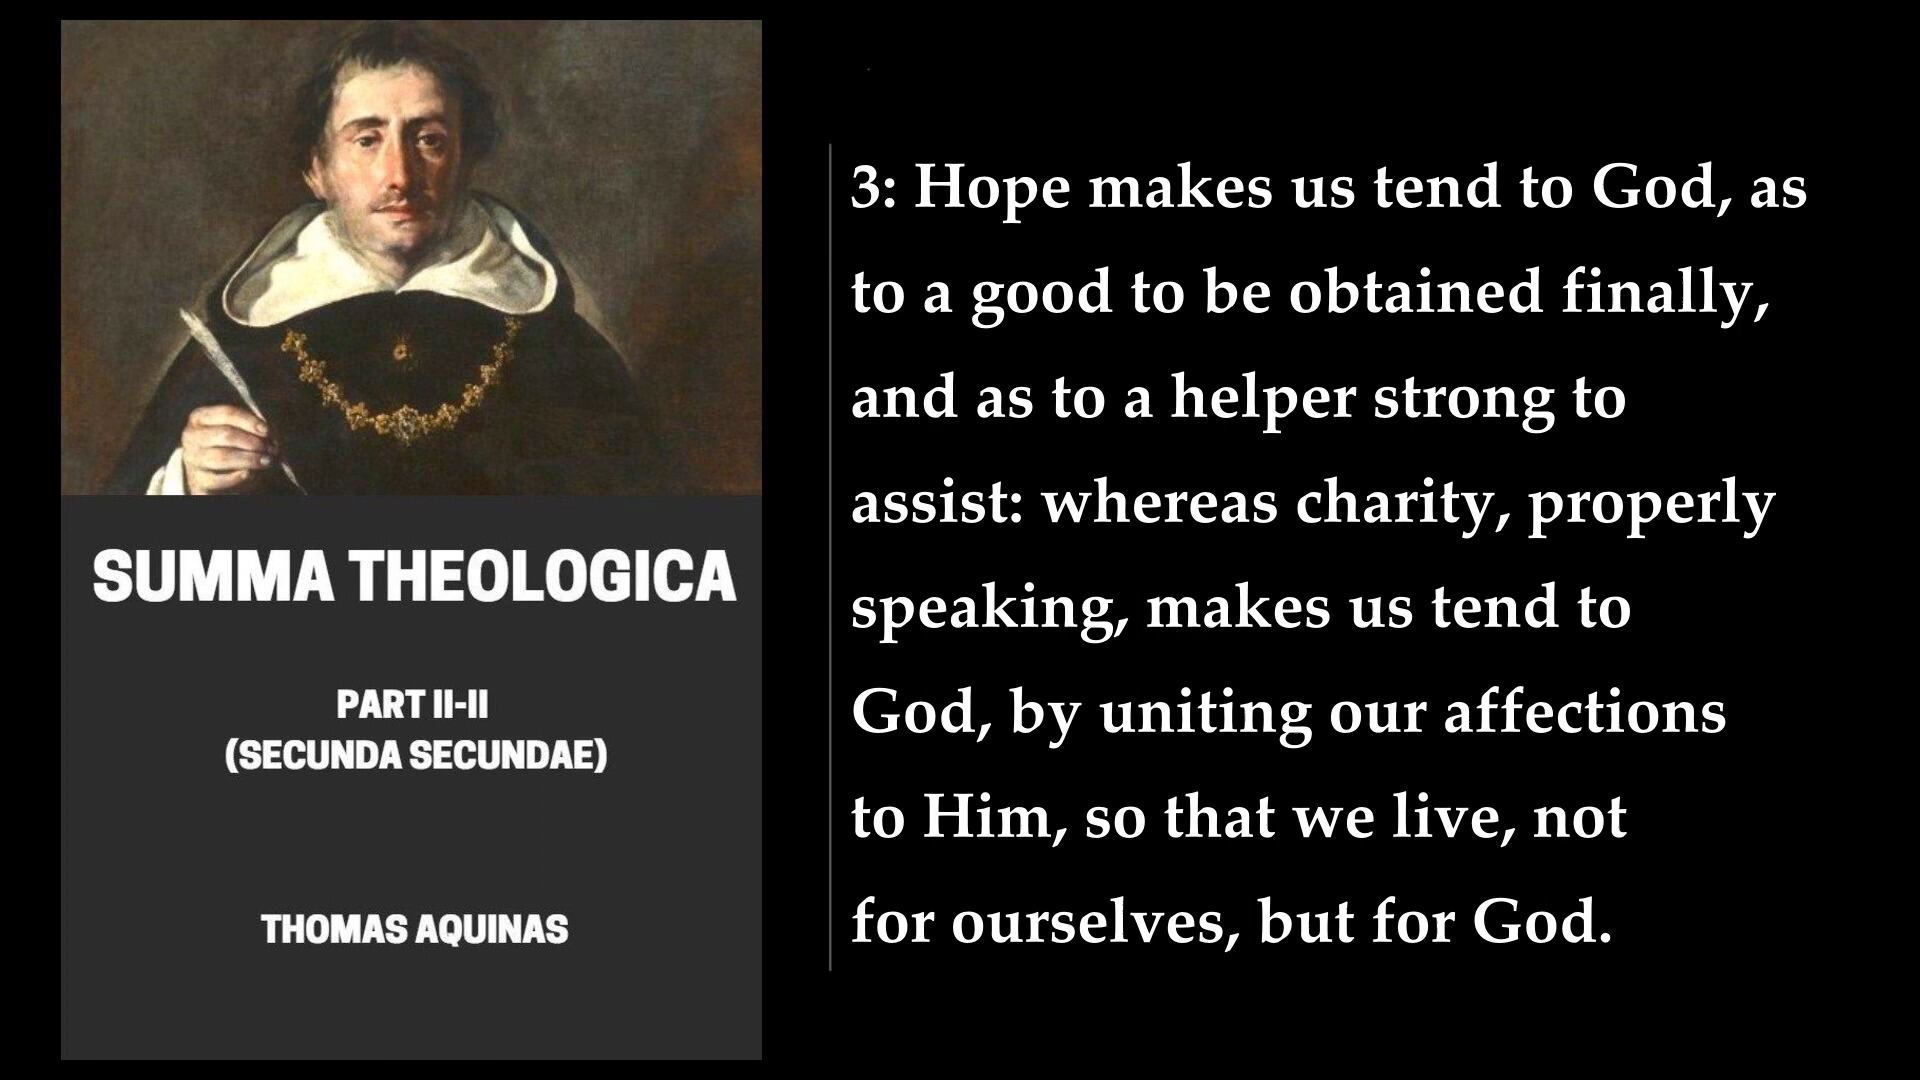 SUMMA THEOLOGICA
PART II-II
(SECUNDA SECUNDAE)
THOMAS AQUINAS
3: Hope makes us tend to God, as
to a good to be obtained finally,
and as to a helper strong to
assist: whereas charity, properly
speaking, makes us tend to
God, by uniting our affections
to Him, so that we live, not
for ourselves, but for God.